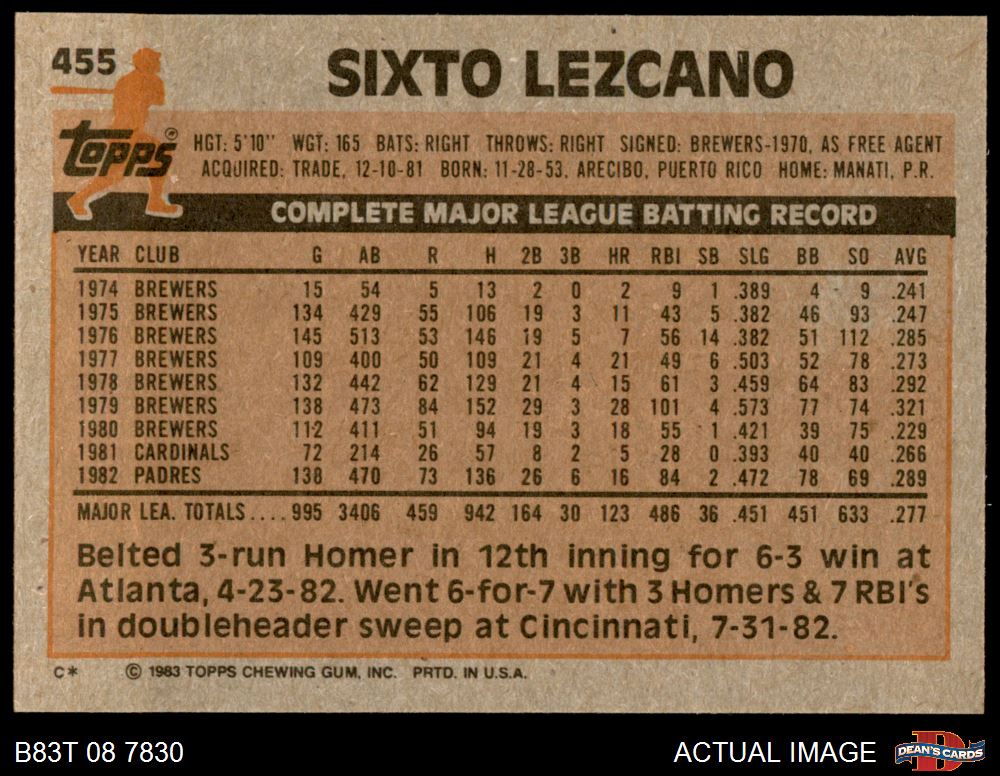 455 SIXTO LEZCANO
Topps ®
HGT: 5'10" WGT: 165 BATS: RIGHT THROWS: RIGHT SIGNED: BREWERS-1970, AS FREE AGENT
ACQUIRED: TRADE, 12-10-81 BORN: 11-28-53, ARECIBO, PUERTO RICO HOME: MANATI, P.R.
COMPLETE MAJOR LEAGUE BATTING RECORD
YEAR CLUB G AB R H 2B 3B HR RBI SB SLG BB SO AVG
1974 BREWERS 15 54 5 13 2 0 2 9 1 .389 4 9 .241
1975 BREWERS 134 429 55 106 19 3 11 43 5 .382 46 93 .247
1976 BREWERS 145 513 53 146 19 5 7 56 14 .382 51 112 .285
1977 BREWERS 109 400 50 109 21 4 21 49 6 .503 52 78 .273
1978 BREWERS 132 442 62 129 21 4 15 61 3 .459 64 83 .292
1979 BREWERS 138 473 84 152 29 3 28 101 4 .573 77 74 .321
1980 BREWERS 112 411 51 94 19 3 18 55 1 .421 39 75 .229
1981 CARDINALS 72 214 26 57 8 2 5 28 0 .393 40 40 .266
1982 PADRES 138 470 73 136 26 6 16 84 2 .472 78 69 .289
MAJOR LEA. TOTALS.... 995 3406 459 942 164 30 123 486 36 .451 451 633 .277
Belted 3-run Homer in 12th inning for 6-3 win at
Atlanta, 4-23-82. Went 6-for-7 with 3 Homers & 7 RBI's
in doubleheader sweep at Cincinnati, 7-31-82.
C* © 1983 TOPPS CHEWING GUM, INC. PRTD. IN U.S.A.
B83T 08 7830 ACTUAL IMAGE D DEAN'S CARDS